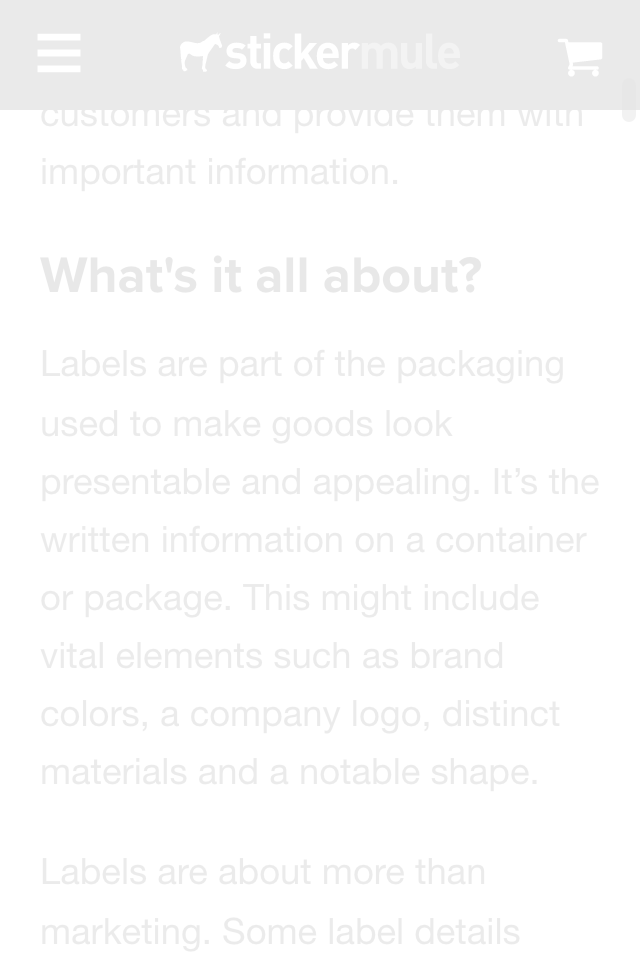 stickermule
customers and provide them with
important information.
What's it all about?
Labels are part of the packaging
used to make goods look
presentable and appealing. It’s the
written information on a container
or package. This might include
vital elements such as brand
colors, a company logo, distinct
materials and a notable shape.
Labels are about more than
marketing. Some label details